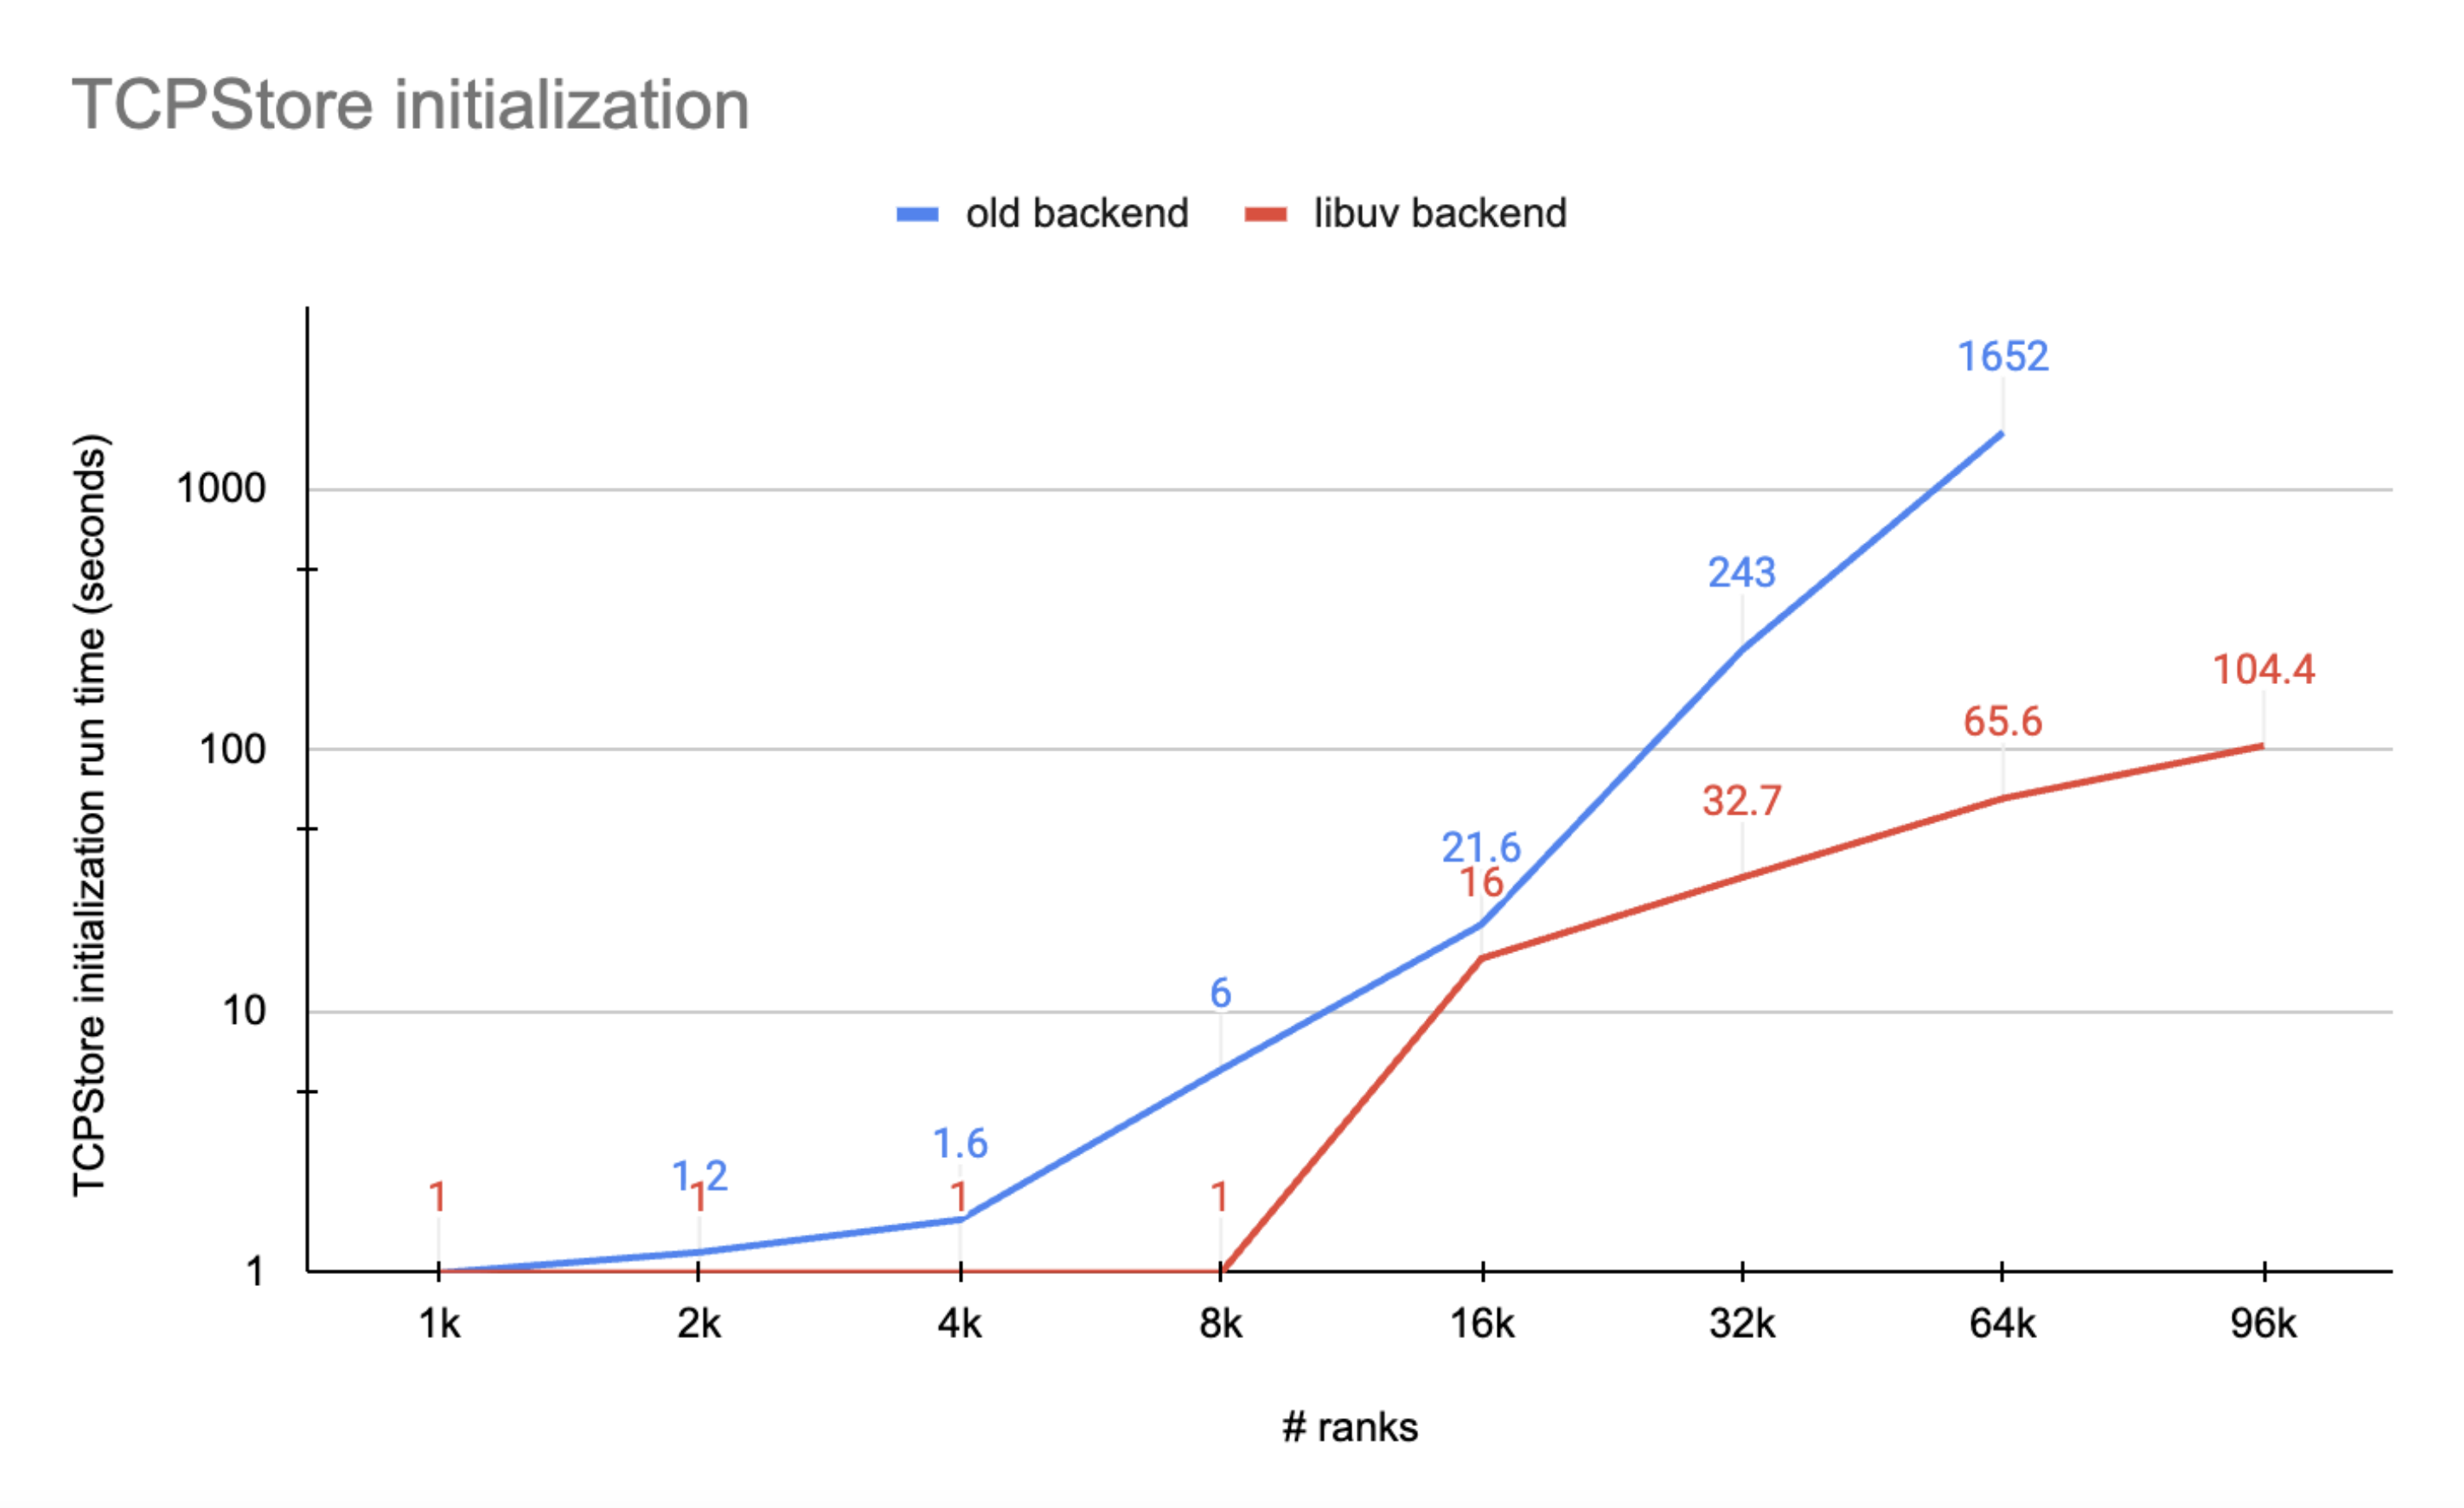 TCPStore initialization
old backend
libuv backend
TCPStore initialization run time (seconds)
1000
100
10
1
1652
243
104.4
65.6
32.7
21.6
16
6
1.6
1.2
1
1
1
1
1k
2k
4k
8k
16k
32k
64k
96k
# ranks